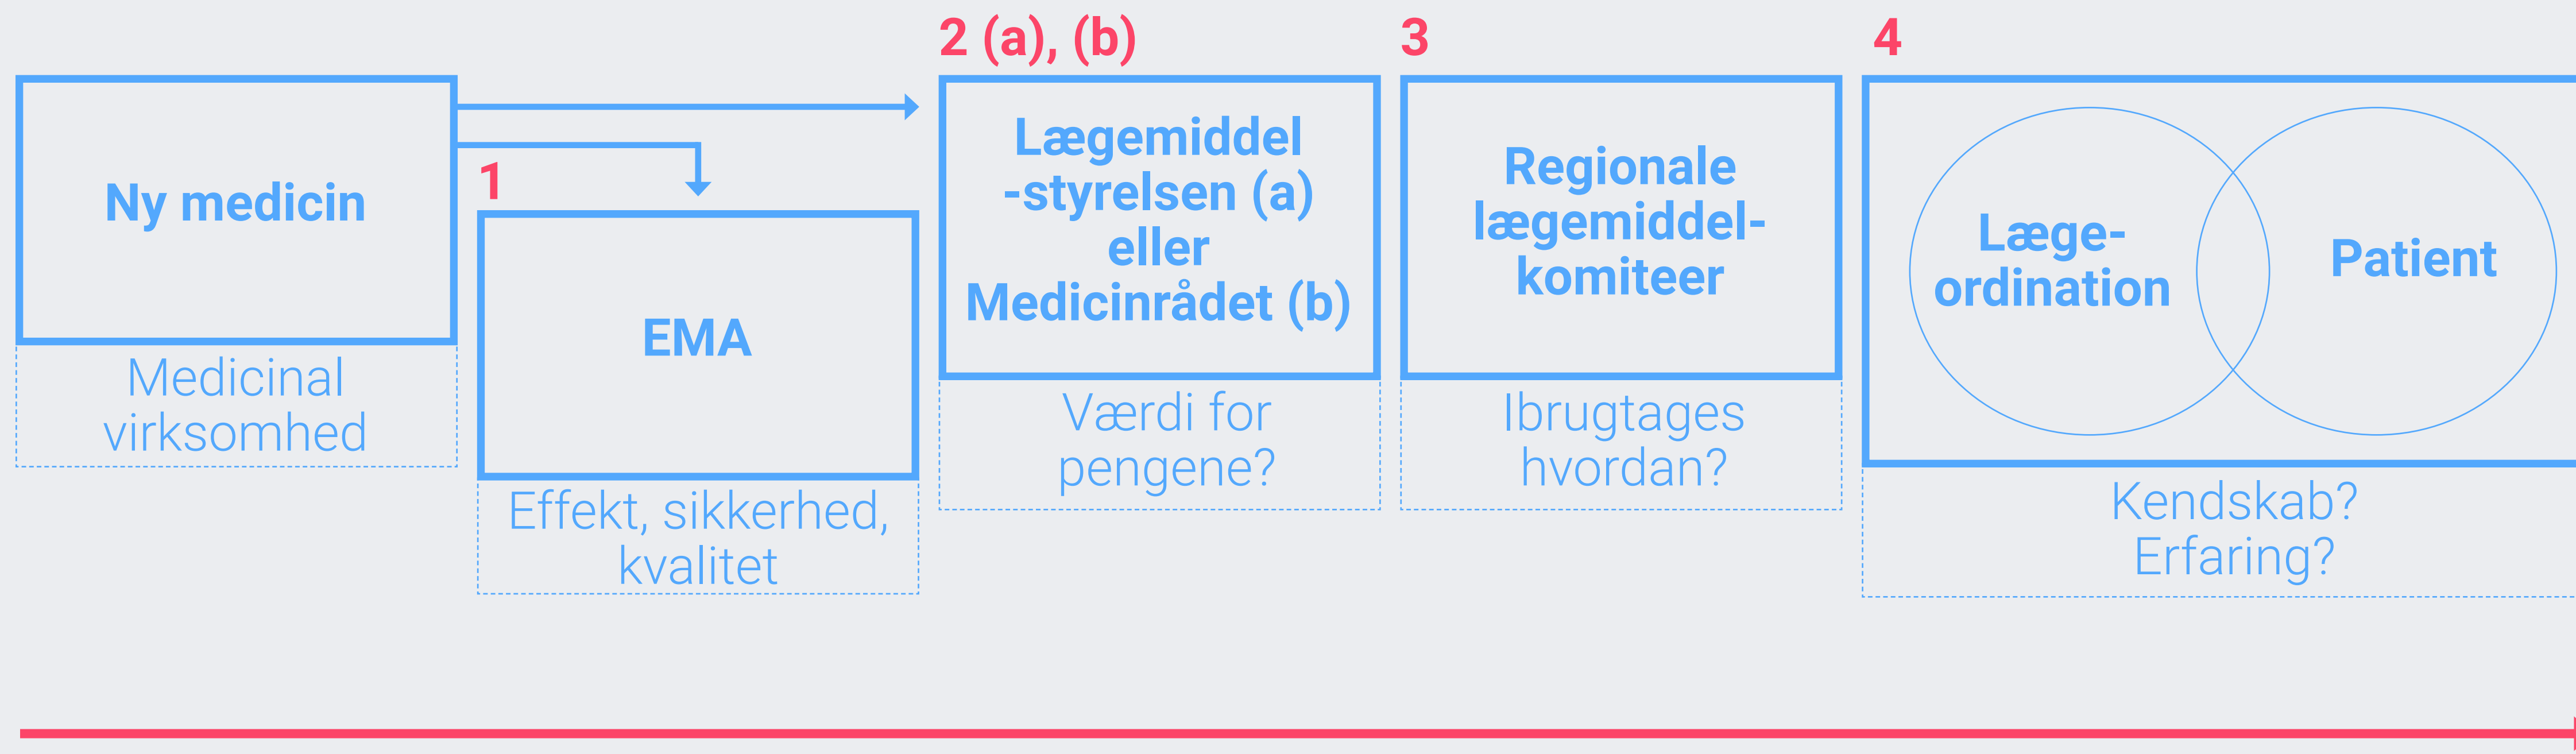 Ny medicin
Medicinal
virksomhed
1
EMA
Effekt, sikkerhed,
kvalitet
2 (a), (b)
Lægemiddel
-styrelsen (a)
eller
Medicinrådet (b)
Værdi for
pengene?
3
Regionale
lægemiddel-
komiteer
Ibrugtages
hvordan?
4
Læge-
ordination
Patient
Kendskab?
Erfaring?